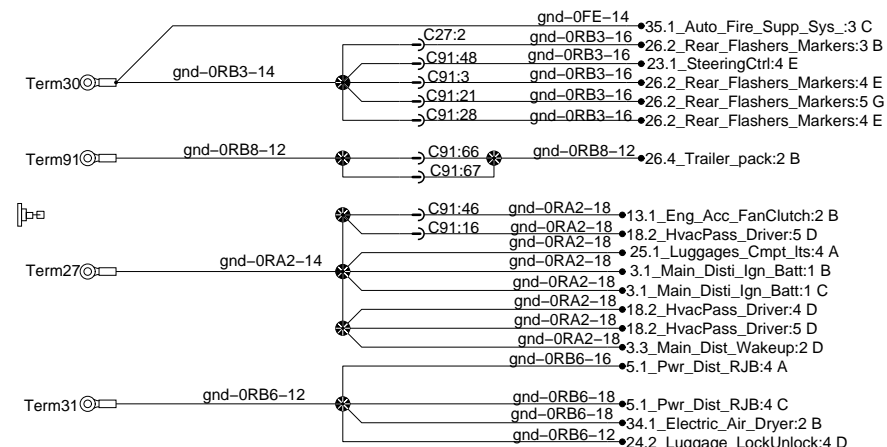 gnd-0FE-14
35.1_Auto_Fire_Supp_Sys_:3 C
C27:2
gnd-0RB3-16
26.2_Rear_Flashers_Markers:3 B
C91:48
gnd-0RB3-16
23.1_SteeringCtrl:4 E
Term30
gnd-0RB3-14
C91:3
gnd-0RB3-16
26.2_Rear_Flashers_Markers:4 E
C91:21
gnd-0RB3-16
26.2_Rear_Flashers_Markers:5 G
C91:28
gnd-0RB3-16
26.2_Rear_Flashers_Markers:4 E
Term91
gnd-0RB8-12
C91:66
gnd-0RB8-12
26.4_Trailer_pack:2 B
C91:67
C91:46
gnd-0RA2-18
13.1_Eng_Acc_FanClutch:2 B
C91:16
gnd-0RA2-18
18.2_HvacPass_Driver:5 D
gnd-0RA2-18
25.1_Luggages_Cmpt_lts:4 A
Term27
gnd-0RA2-14
gnd-0RA2-18
3.1_Main_Disti_Ign_Batt:1 B
gnd-0RA2-18
3.1_Main_Disti_Ign_Batt:1 C
gnd-0RA2-18
18.2_HvacPass_Driver:4 D
gnd-0RA2-18
18.2_HvacPass_Driver:5 D
gnd-0RA2-18
3.3_Main_Dist_Wakeup:2 D
gnd-0RB6-16
5.1_Pwr_Dist_RJB:4 A
Term31
gnd-0RB6-12
gnd-0RB6-18
5.1_Pwr_Dist_RJB:4 C
gnd-0RB6-18
34.1_Electric_Air_Dryer:2 B
gnd-0RB6-12
24.2_Luggage_LockUnlock:4 D